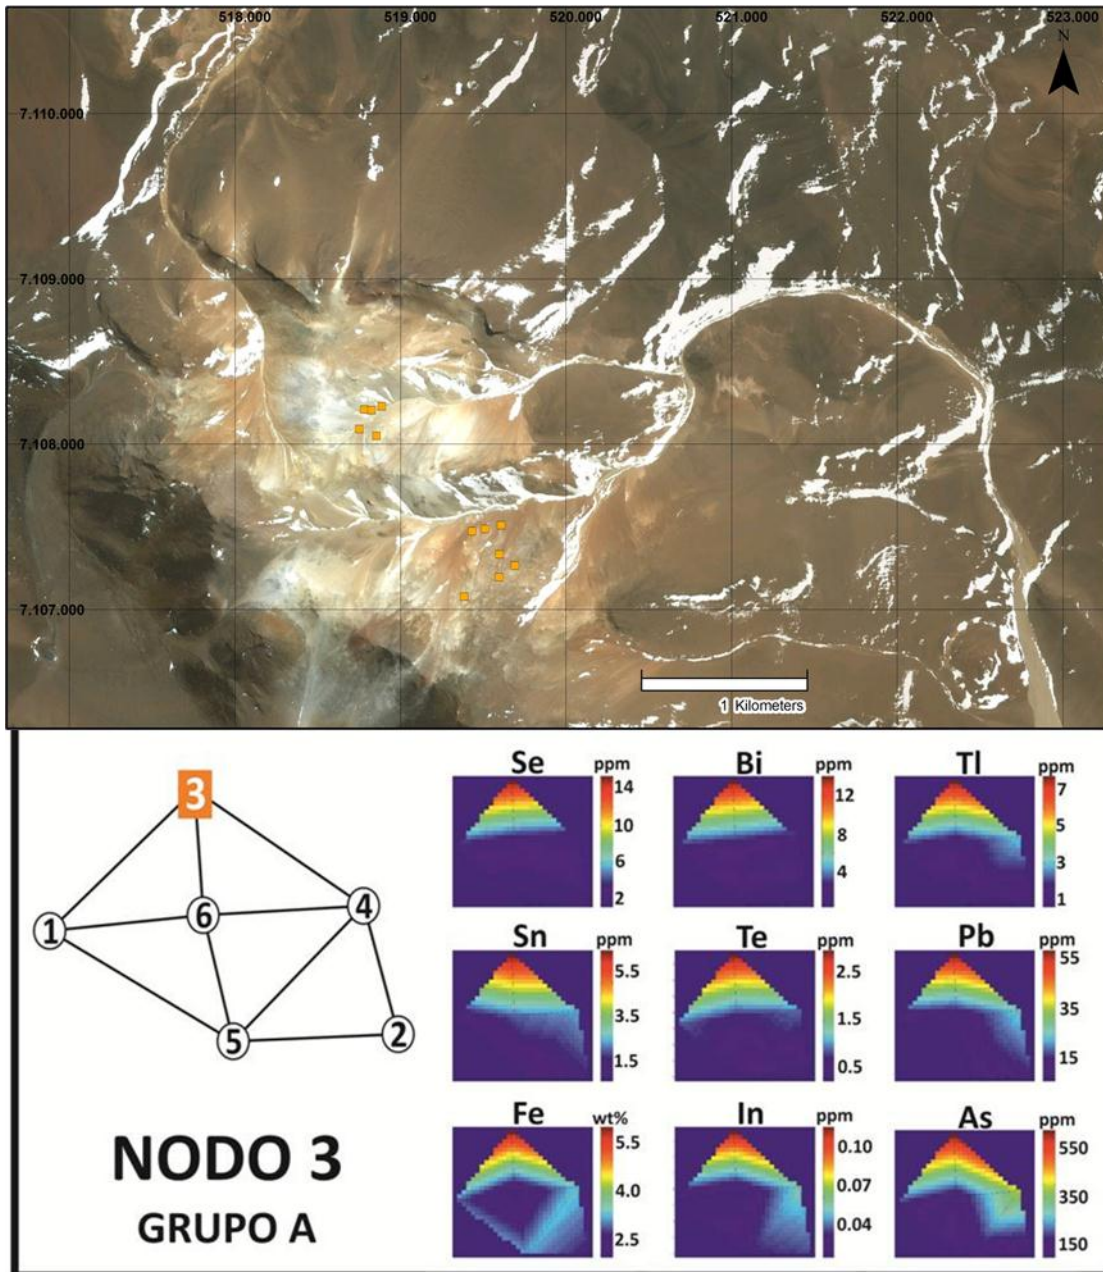 518.000 519.000 520.000 521.000 522.000 523.000
N
7.110.000
7.109.000
7.108.000
7.107.000
1 Kilometers
3
1 6 4
5 2
NODO 3
GRUPO A
Se ppm Bi ppm Tl ppm
14 12 7
10 8 5
6 4 3
2 1
Sn ppm Te ppm Pb ppm
5.5 2.5 55
3.5 1.5 35
1.5 0.5 15
Fe wt% In ppm As ppm
5.5 0.10 550
4.0 0.07 350
2.5 0.04 150